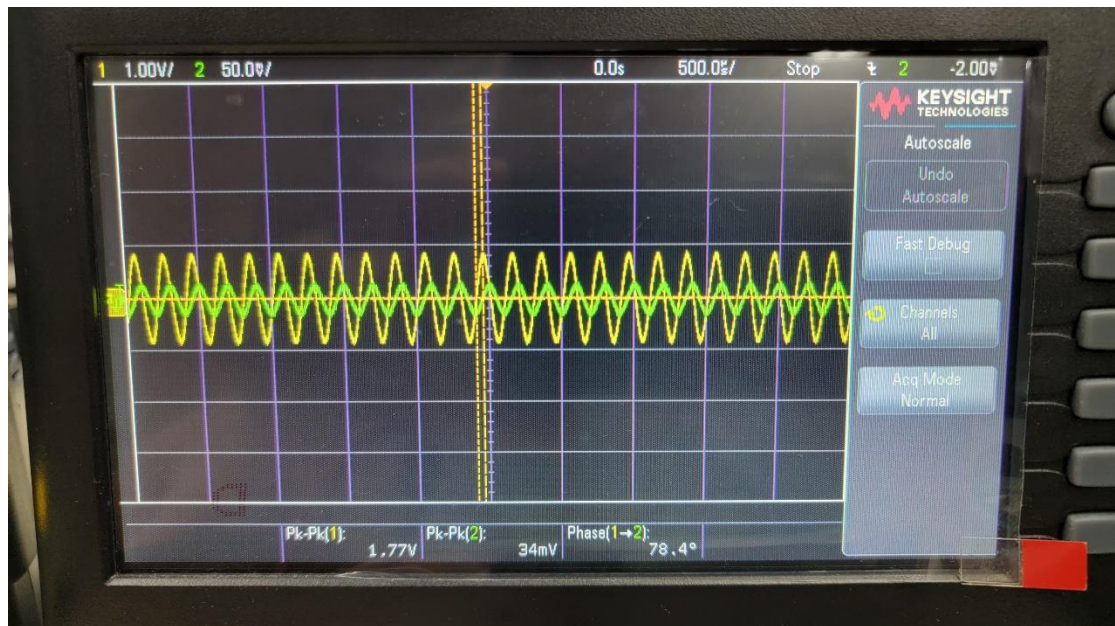 1 1.00V/ 2 50.0V/ 0.0s 500.0s/ Stop 2 -2.00V
KEYSIGHT
TECHNOLOGIES
Autoscale
Undo
Autoscale
Fast Debug
Channels
All
Acq Mode
Normal
Pk-Pk(1):
1.77V
Pk-Pk(2):
34mV
Phase(1→2):
78.4°